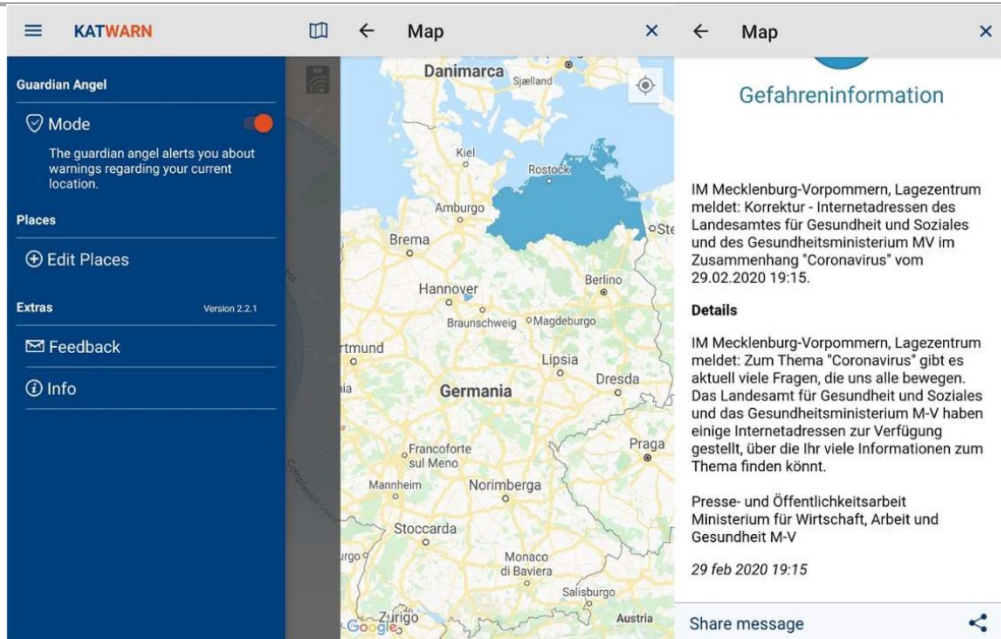 KATWARN
Guardian Angel
Mode
The guardian angel alerts you about
warnings regarding your current
location.
Places
Edit Places
Extras
Version 2.2.1
Feedback
Info
Map
Danimarca
Sjælland
Kiel
Rostock
Amburgo
Brema
Berlino
Hannover
Braunschweig
Magdeburgo
rtmund
Lipsia
Dresda
Germania
Francoforte
sul Meno
Praga
Mannheim
Norimberga
Stoccarda
urgo
Monaco
di Baviera
Salisburgo
Zurigo
Austria
Google
Map
Gefahreninformation
IM Mecklenburg-Vorpommern, Lagezentrum
meldet: Korrektur - Internetadressen des
Landesamtes für Gesundheit und Soziales
und des Gesundheitsministerium MV im
Zusammenhang "Coronavirus" vom
29.02.2020 19:15.
Details
IM Mecklenburg-Vorpommern, Lagezentrum
meldet: Zum Thema "Coronavirus" gibt es
aktuell viele Fragen, die uns alle bewegen.
Das Landesamt für Gesundheit und Soziales
und das Gesundheitsministerium M-V haben
einige Internetadressen zur Verfügung
gestellt, über die Ihr viele Informationen zum
Thema finden könnt.
Presse- und Öffentlichkeitsarbeit
Ministerium für Wirtschaft, Arbeit und
Gesundheit M-V
29 feb 2020 19:15
Share message